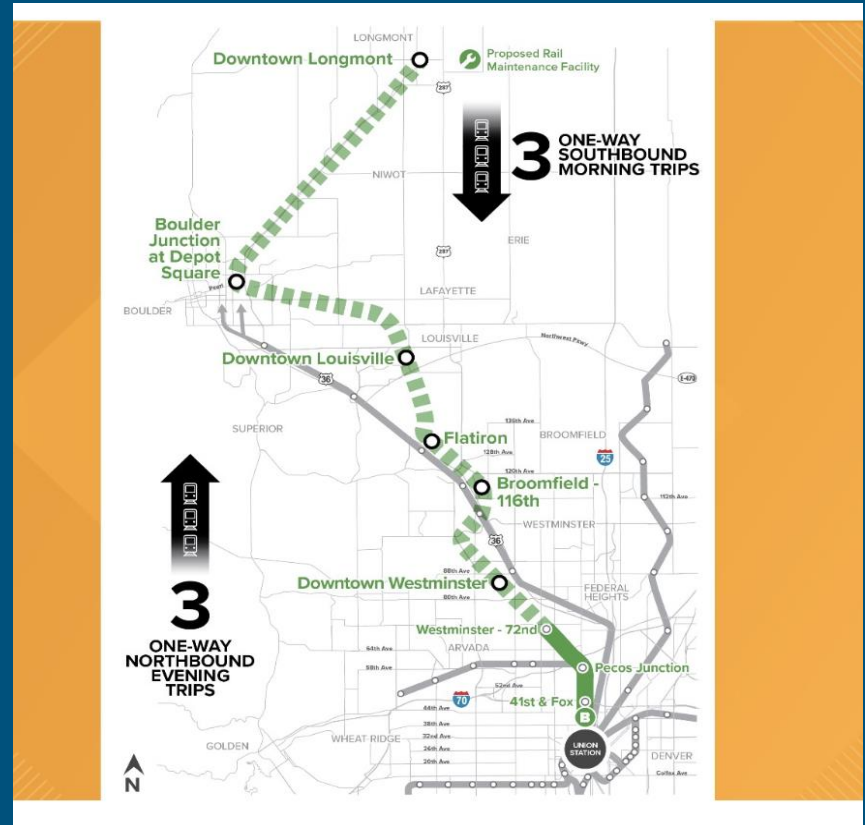 LONGMONT
Downtown Longmont
Proposed Rail
Maintenance Facility
287
3
ONE-WAY
SOUTHBOUND
MORNING TRIPS
NIWOT
Boulder
Junction
at Depot
Square
287
ERIE
Pearl
LAFAYETTE
BOULDER
LOUISVILLE
Northwest Pkwy
Downtown Louisville
36
E-470
SUPERIOR
136th Ave
Flatiron
BROOMFIELD
128th Ave
25
120th Ave
Broomfield -
116th
112th Ave
WESTMINSTER
36
88th Ave
Downtown Westminster
80th Ave
FEDERAL
HEIGHTS
3
ONE-WAY
NORTHBOUND
EVENING
TRIPS
Westminster - 72nd
64th Ave
ARVADA
58th Ave
Pecos Junction
52nd Ave
70
41st & Fox
44th Ave
B
38th Ave
GOLDEN
WHEAT RIDGE
32nd Ave
26th Ave
20th Ave
UNION
STATION
DENVER
Colfax Ave
N